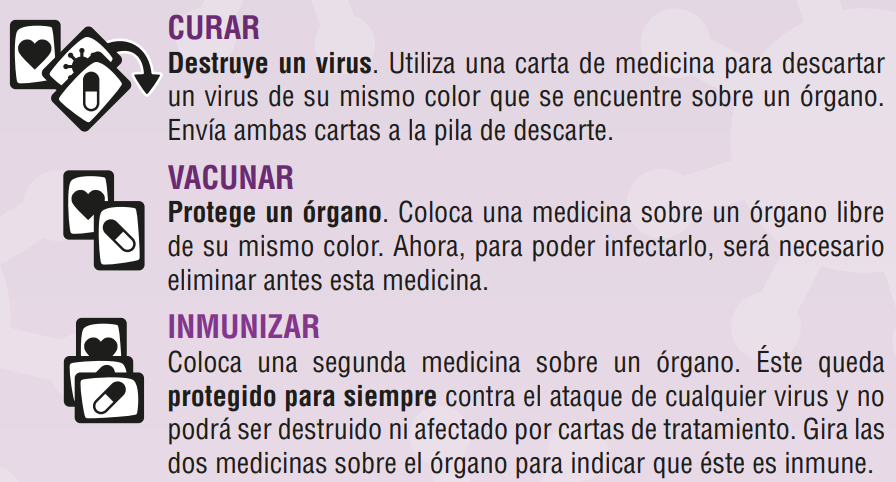 CURAR
Destruye un virus. Utiliza una carta de medicina para descartar
un virus de su mismo color que se encuentre sobre un órgano.
Envía ambas cartas a la pila de descarte.
VACUNAR
Protege un órgano. Coloca una medicina sobre un órgano libre
de su mismo color. Ahora, para poder infectarlo, será necesario
eliminar antes esta medicina.
INMUNIZAR
Coloca una segunda medicina sobre un órgano. Éste queda
protegido para siempre contra el ataque de cualquier virus y no
podrá ser destruido ni afectado por cartas de tratamiento. Gira las
dos medicinas sobre el órgano para indicar que éste es inmune.